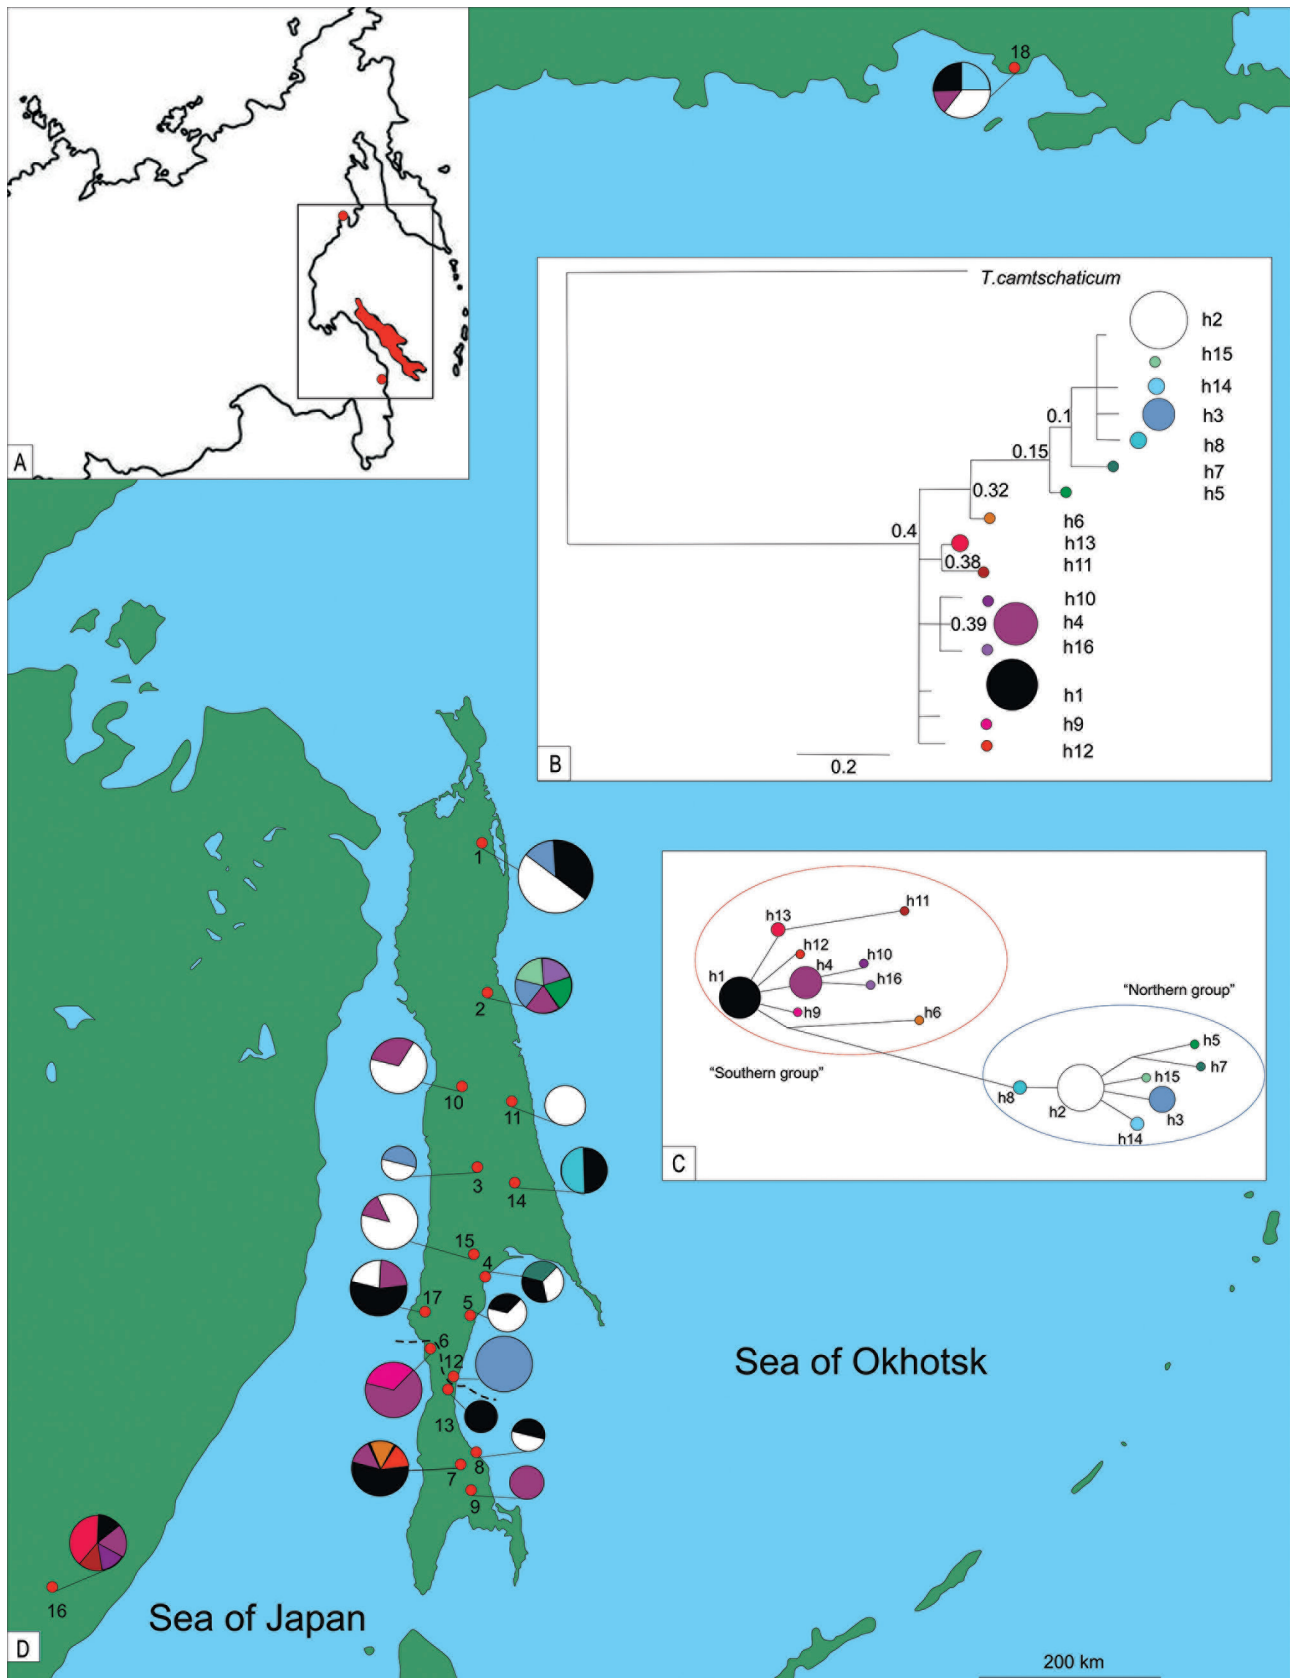 18
A
T.camtschaticum
h2
h15
h14
h3
h8
h7
h5
h6
h13
h11
h10
h4
h16
h1
h9
h12
0.1
0.15
0.32
0.4
0.38
0.39
0.2
B
h11
h13
h12
h10
h4
h1
h16
h9
h6
"Southern group"
"Northern group"
h5
h7
h15
h8
h2
h3
h14
C
1
2
10
11
3
14
15
4
17
5
6
12
13
8
7
9
16
Sea of Okhotsk
Sea of Japan
D
200 km